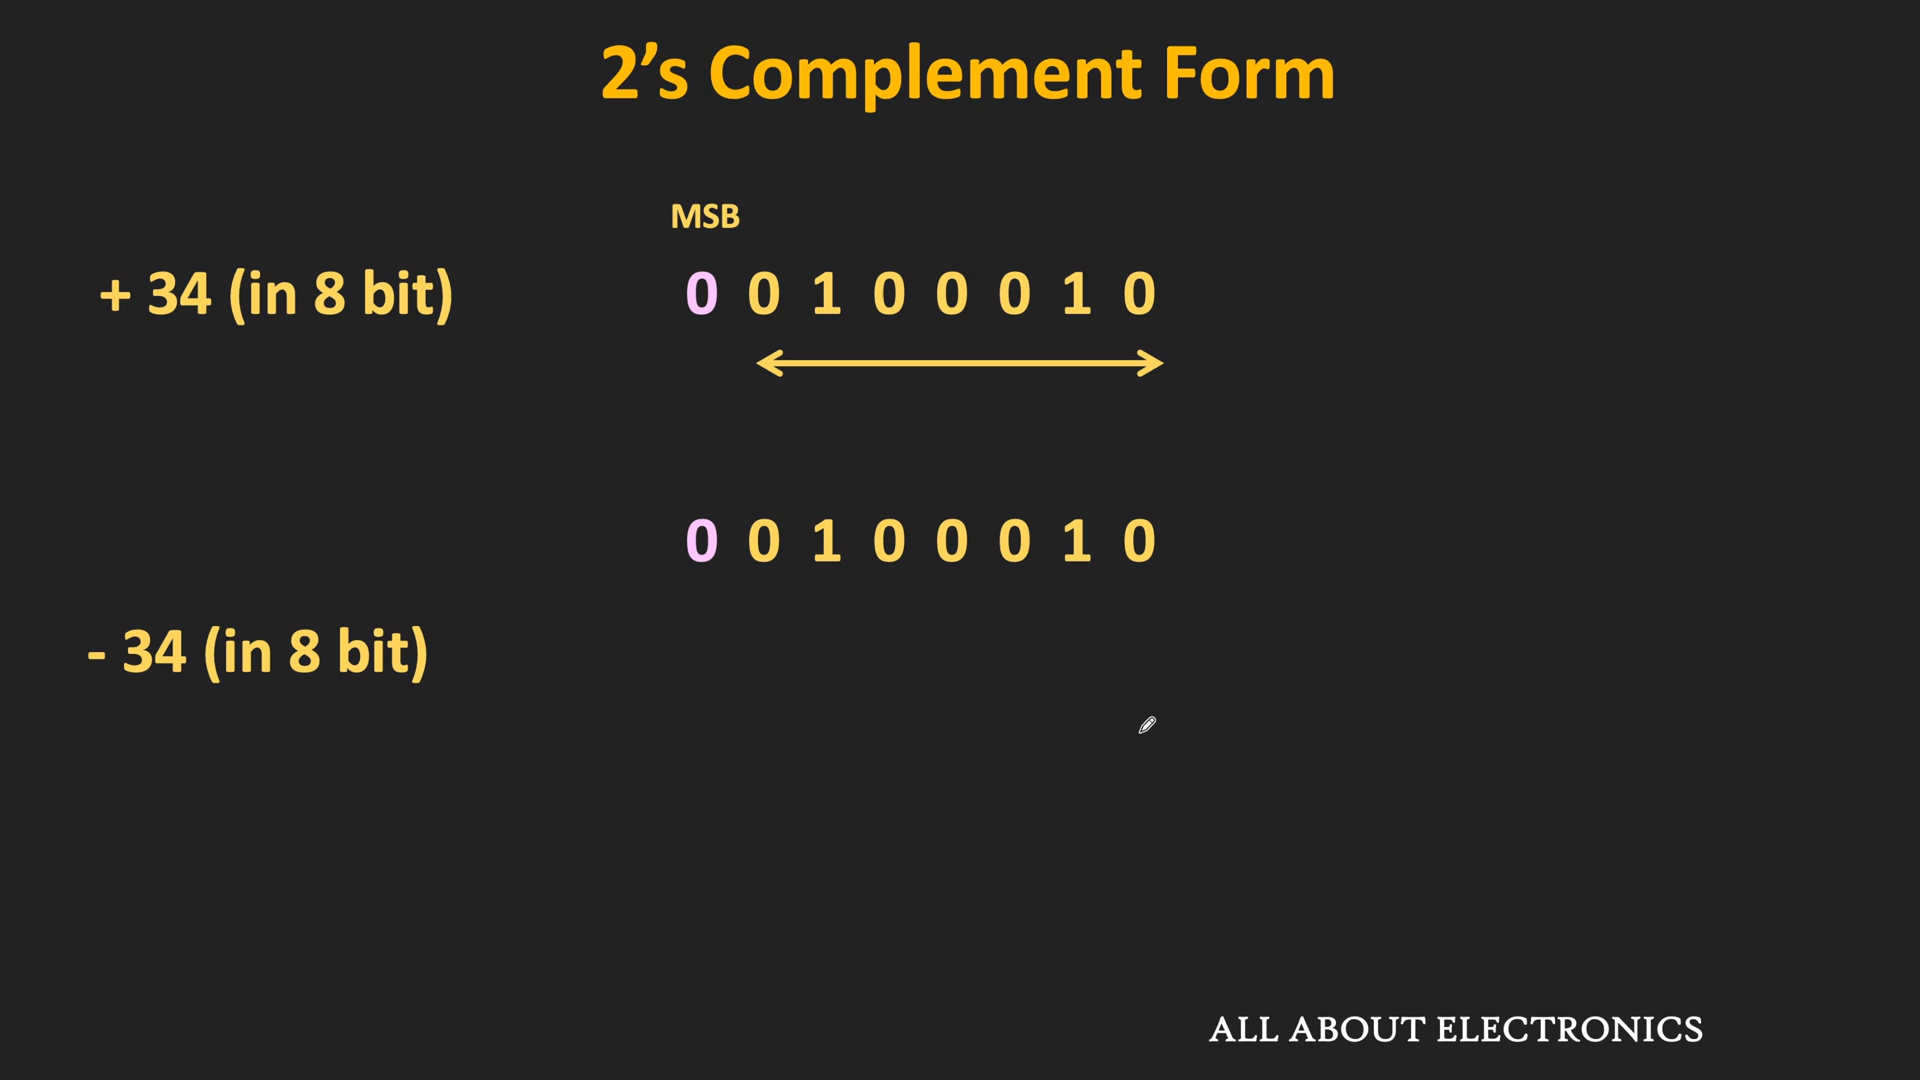 2’s Complement Form
MSB
+ 34 (in 8 bit) 0 0 1 0 0 0 1 0
0 0 1 0 0 0 1 0
- 34 (in 8 bit)
ALL ABOUT ELECTRONICS